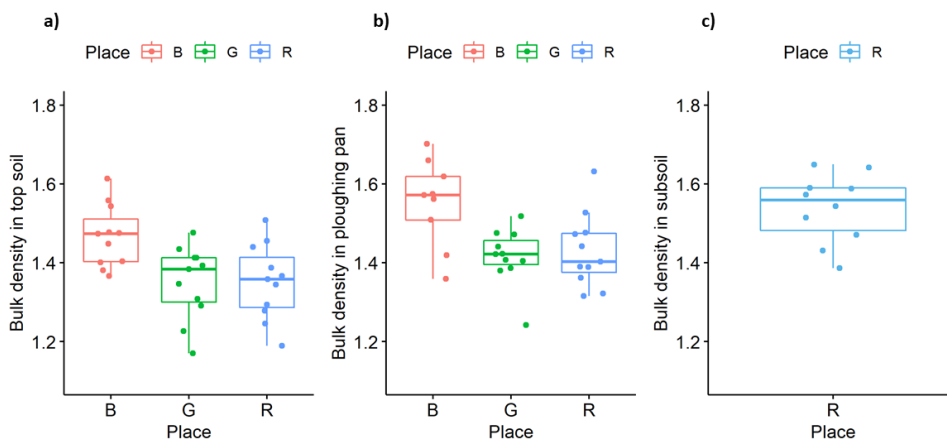 a)
Place B G R
Bulk density in top soil
1.8
1.6
1.4
1.2
B G R
Place
b)
Place B G R
Bulk density in ploughing pan
1.8
1.6
1.4
1.2
B G R
Place
c)
Place R
Bulk density in subsoil
1.8
1.6
1.4
1.2
R
Place